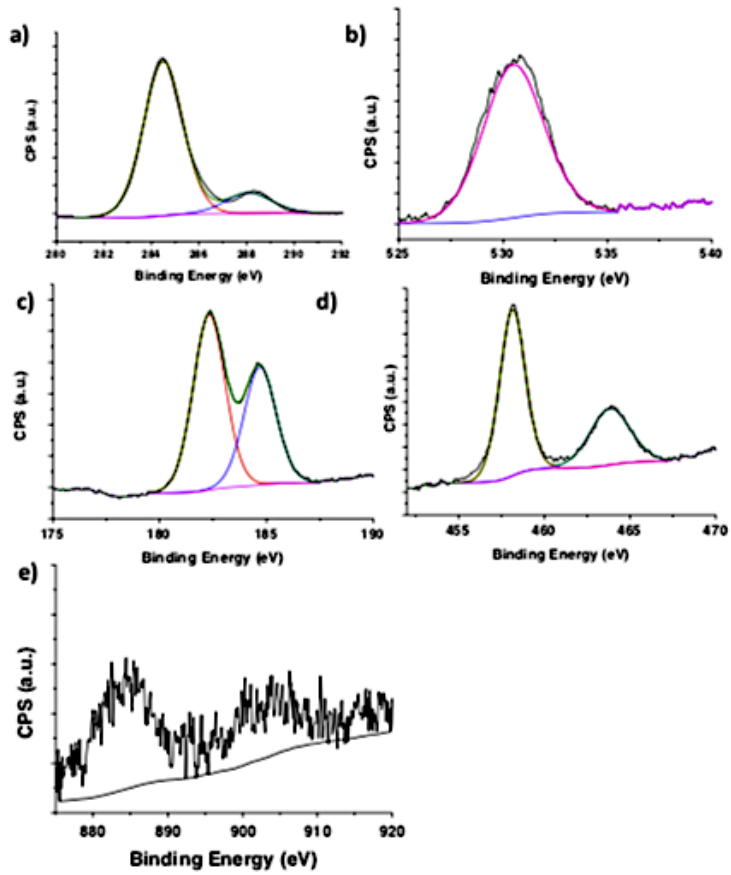 a)
CPS (a.u.)
280 282 284 286 288 290 292
Binding Energy (eV)
b)
CPS (a.u.)
525 530 535 540
Binding Energy (eV)
c)
CPS (a.u.)
175 180 185 190
Binding Energy (eV)
d)
CPS (a.u.)
455 460 465 470
Binding Energy (eV)
e)
CPS (a.u.)
880 890 900 910 920
Binding Energy (eV)